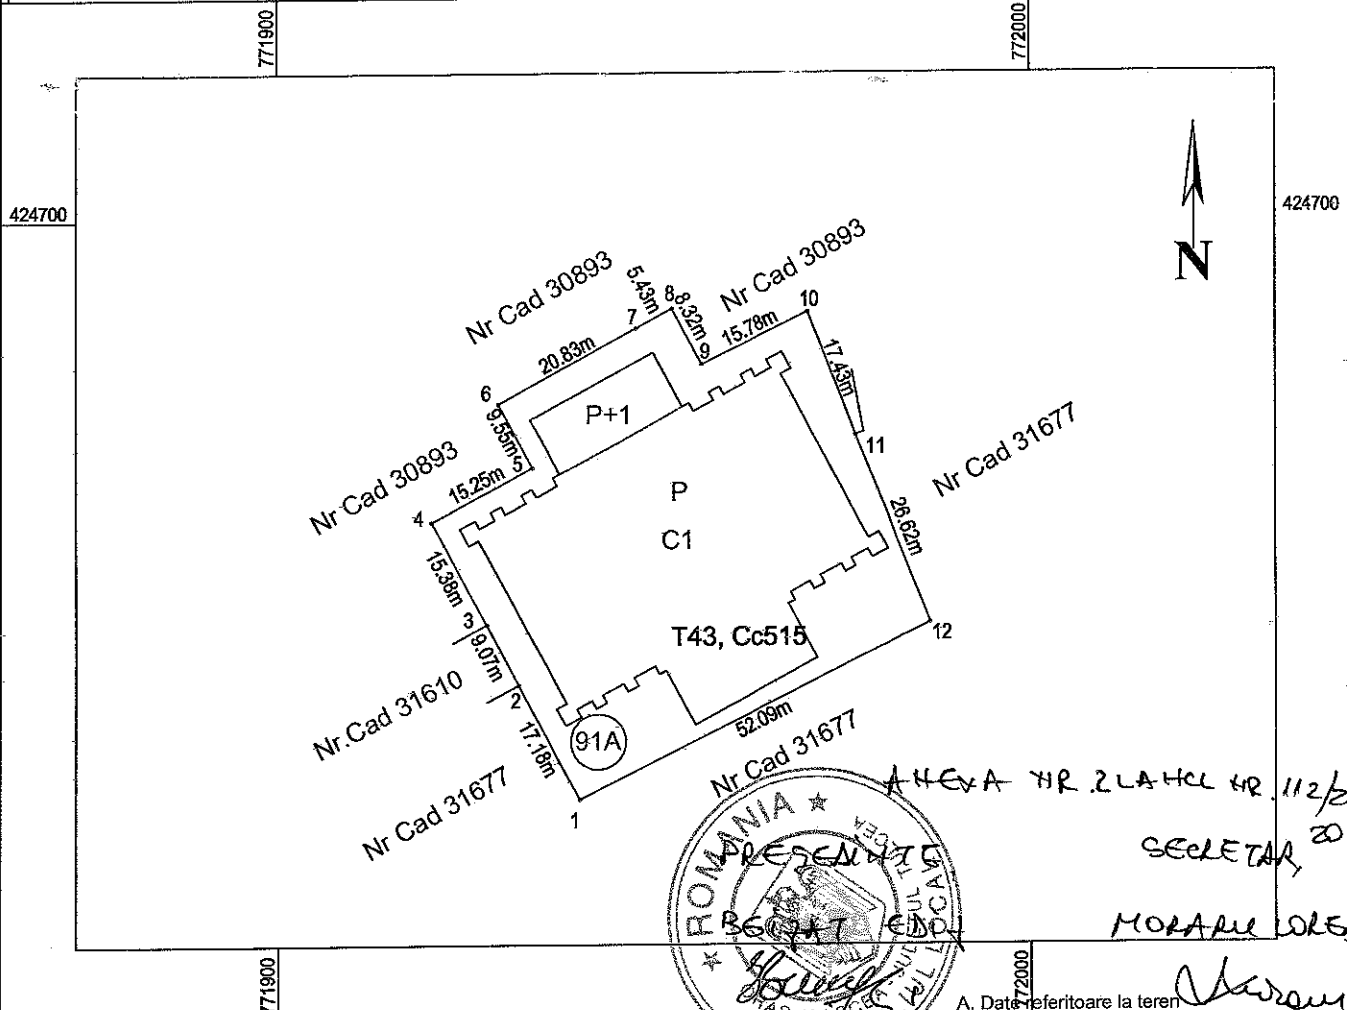 771900
772000
424700
424700
N
Nr Cad 30893
Nr Cad 30893
5.43m
8
8.32m
10
7
15.78m
20.83m
9
17.43m
6
P+1
9.55m
11
Nr Cad 31677
Nr Cad 30893
5
15.25m
P
4
26.62m
C1
15.38m
3
T43, Cc515
12
9.07m
2
Nr.Cad 31610
52.09m
17.18m
91A
Nr Cad 31677
Nr Cad 31677
1
ANEXA NR. 2 LA HCL NR. 112/
20
★ ROMANIA ★
PRESEDINTE
SECRETAR,
MORARU
771900
772000
A. Date referitoare la teren